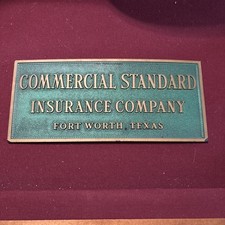 COMMERCIAL STANDARD
INSURANCE COMPANY
FORT WORTH, TEXAS